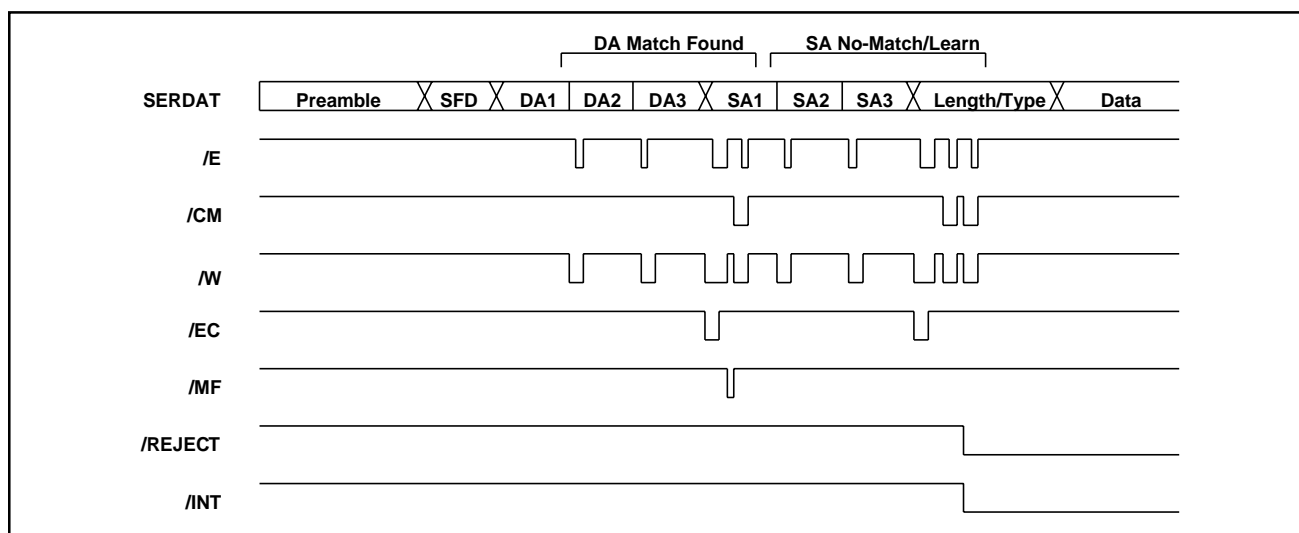 DA Match Found SA No-Match/Learn
SERDAT Preamble SFD DA1 DA2 DA3 SA1 SA2 SA3 Length/Type Data
/E
/CM
/W
/EC
/MF
/REJECT
/INT